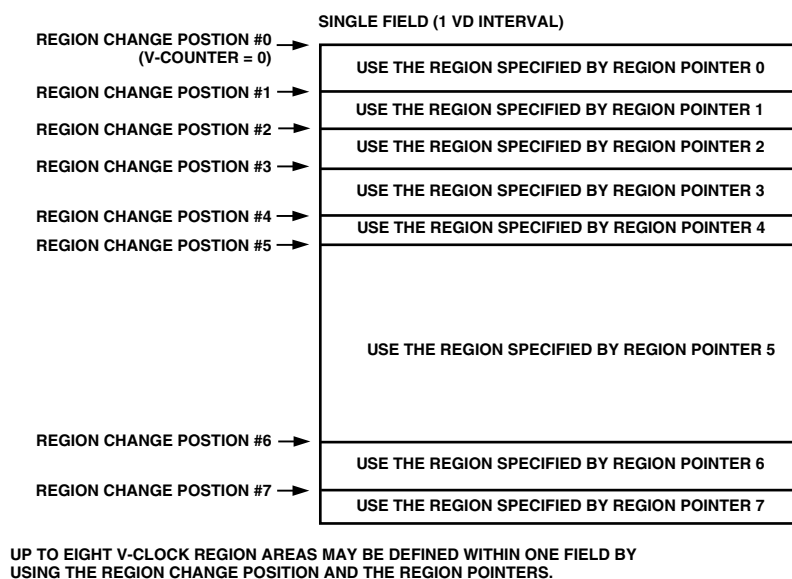 SINGLE FIELD (1 VD INTERVAL)
REGION CHANGE POSTION #0
(V-COUNTER = 0)
USE THE REGION SPECIFIED BY REGION POINTER 0
REGION CHANGE POSTION #1
USE THE REGION SPECIFIED BY REGION POINTER 1
REGION CHANGE POSTION #2
USE THE REGION SPECIFIED BY REGION POINTER 2
REGION CHANGE POSTION #3
USE THE REGION SPECIFIED BY REGION POINTER 3
REGION CHANGE POSTION #4
USE THE REGION SPECIFIED BY REGION POINTER 4
REGION CHANGE POSTION #5
USE THE REGION SPECIFIED BY REGION POINTER 5
REGION CHANGE POSTION #6
USE THE REGION SPECIFIED BY REGION POINTER 6
REGION CHANGE POSTION #7
USE THE REGION SPECIFIED BY REGION POINTER 7
UP TO EIGHT V-CLOCK REGION AREAS MAY BE DEFINED WITHIN ONE FIELD BY
USING THE REGION CHANGE POSITION AND THE REGION POINTERS.